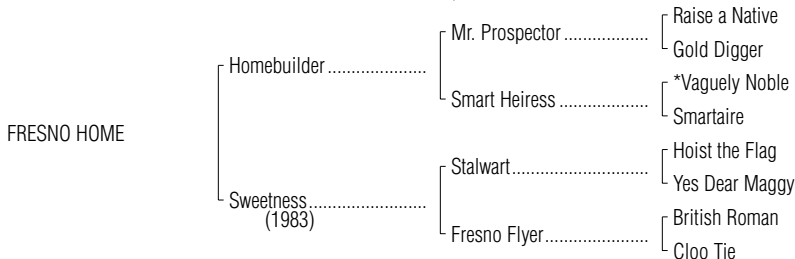 Raise a Native
Mr. Prospector ....................
Gold Digger
Homebuilder .......................
*Vaguely Noble
Smart Heiress .....................
Smartaire
FRESNO HOME
Hoist the Flag
Stalwart................................
Yes Dear Maggy
Sweetness...........................
(1983)
British Roman
Fresno Flyer........................
Cloo Tie